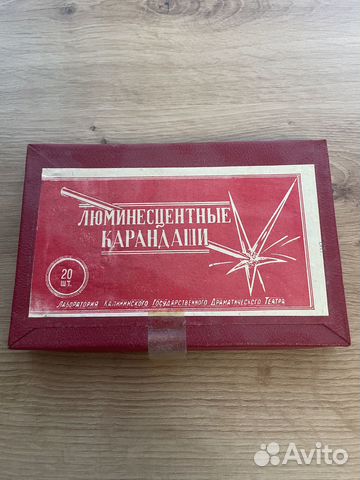 ЛЮМИНЕСЦЕНТНЫЕ
КАРАНДАШИ
20
ШТ.
ЛАБОРАТОРИЯ КАЛИНИНСКОГО ГОСУДАРСТВЕННОГО ДРАМАТИЧЕСКОГО ТЕАТРА
Avito